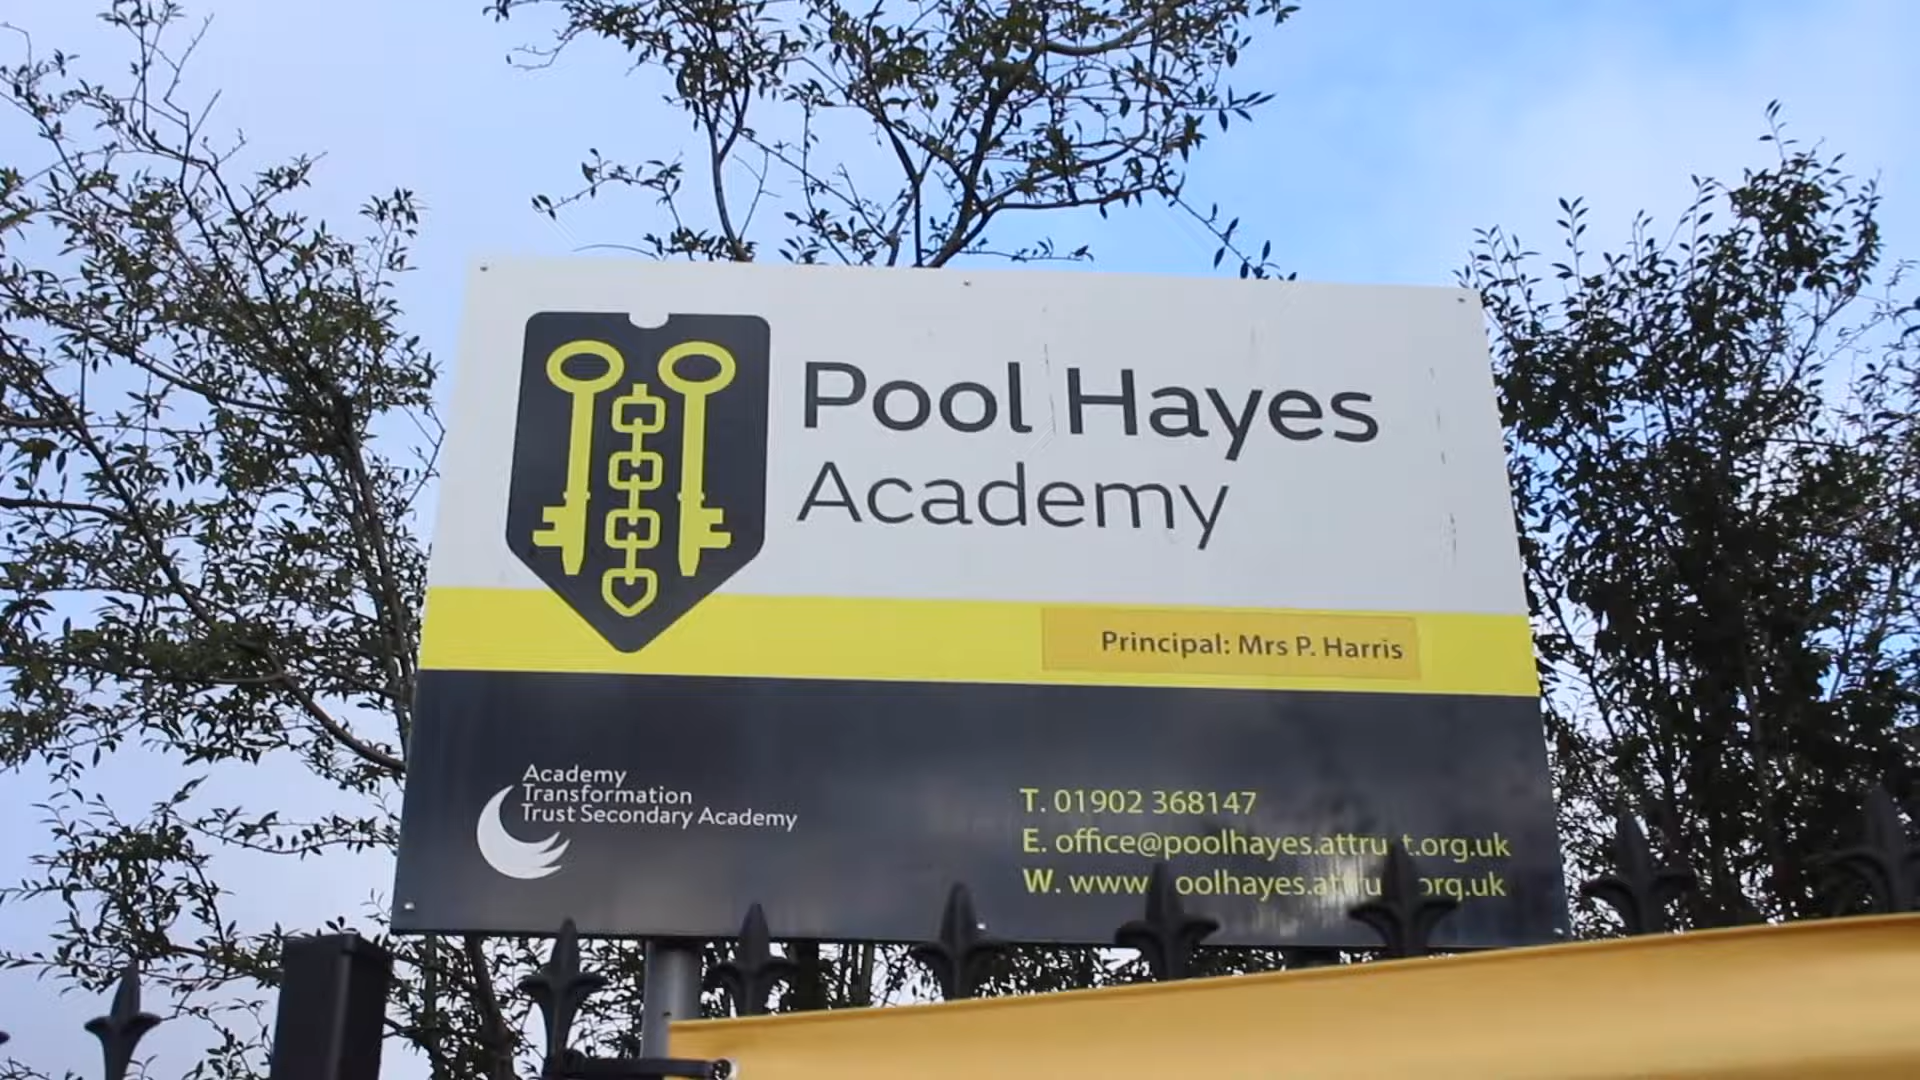 Pool Hayes
Academy
Principal: Mrs P. Harris
Academy
Transformation
Trust Secondary Academy
T. 01902 368147
E. office@poolhayes.attru t.org.uk
W. www oolhayes.at u org.uk